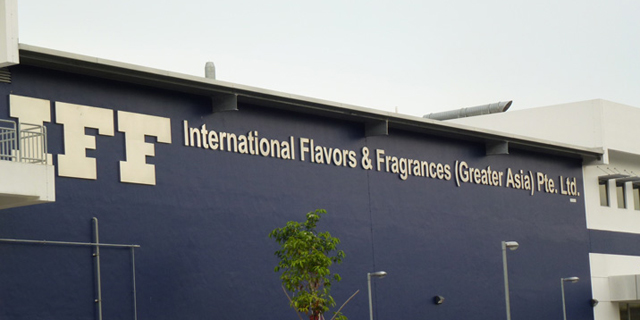 IFF
International Flavors & Fragrances (Greater Asia) Pte. Ltd.